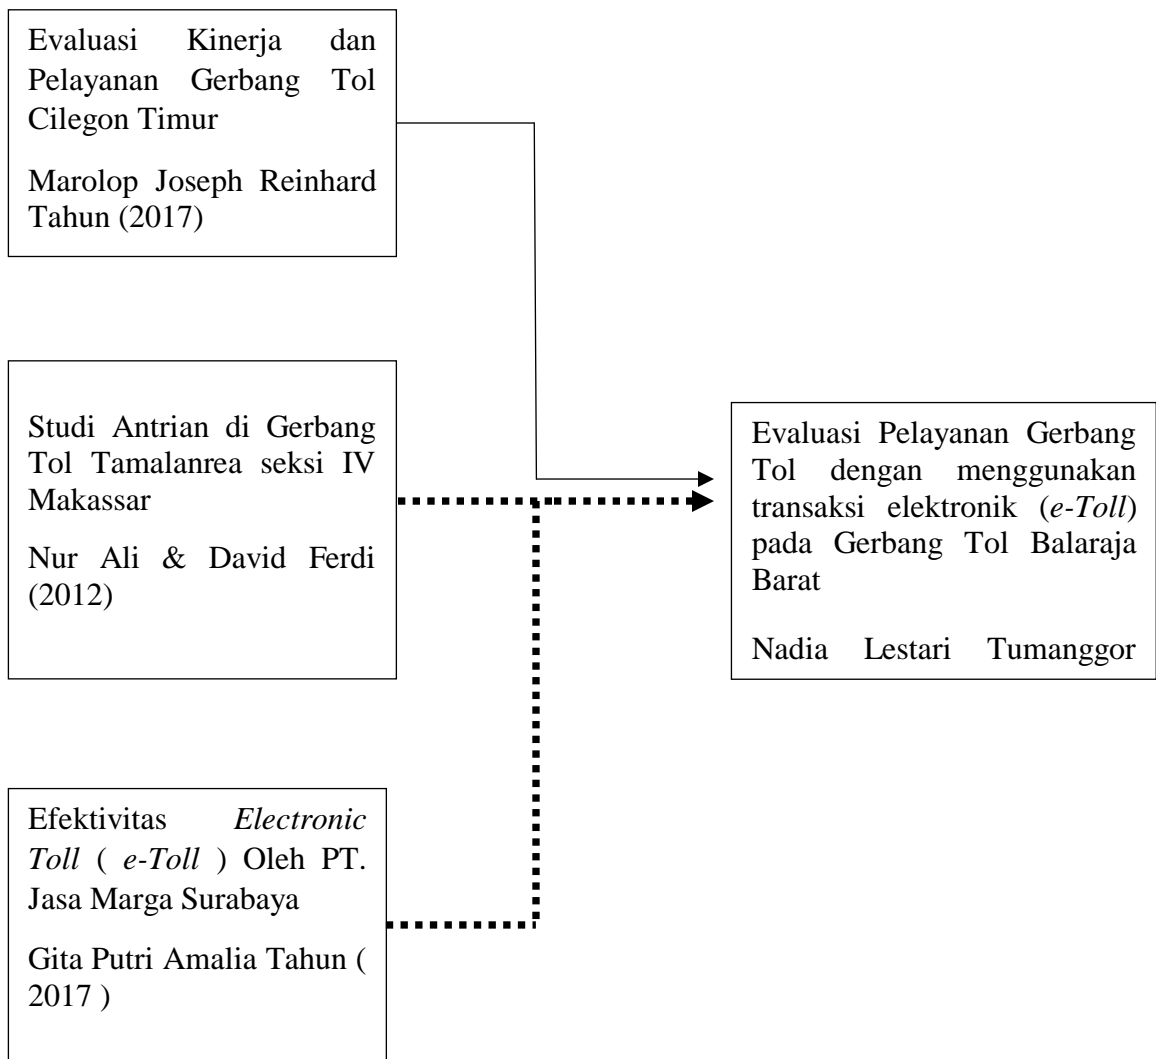 Evaluasi Kinerja dan
Pelayanan Gerbang Tol
Cilegon Timur
Marolop Joseph Reinhard
Tahun (2017)
Studi Antrian di Gerbang
Tol Tamalanrea seksi IV
Makassar
Nur Ali & David Ferdi
(2012)
Efektivitas Electronic
Toll ( e-Toll ) Oleh PT.
Jasa Marga Surabaya
Gita Putri Amalia Tahun (
2017 )
Evaluasi Pelayanan Gerbang
Tol dengan menggunakan
transaksi elektronik (e-Toll)
pada Gerbang Tol Balaraja
Barat
Nadia Lestari Tumanggor